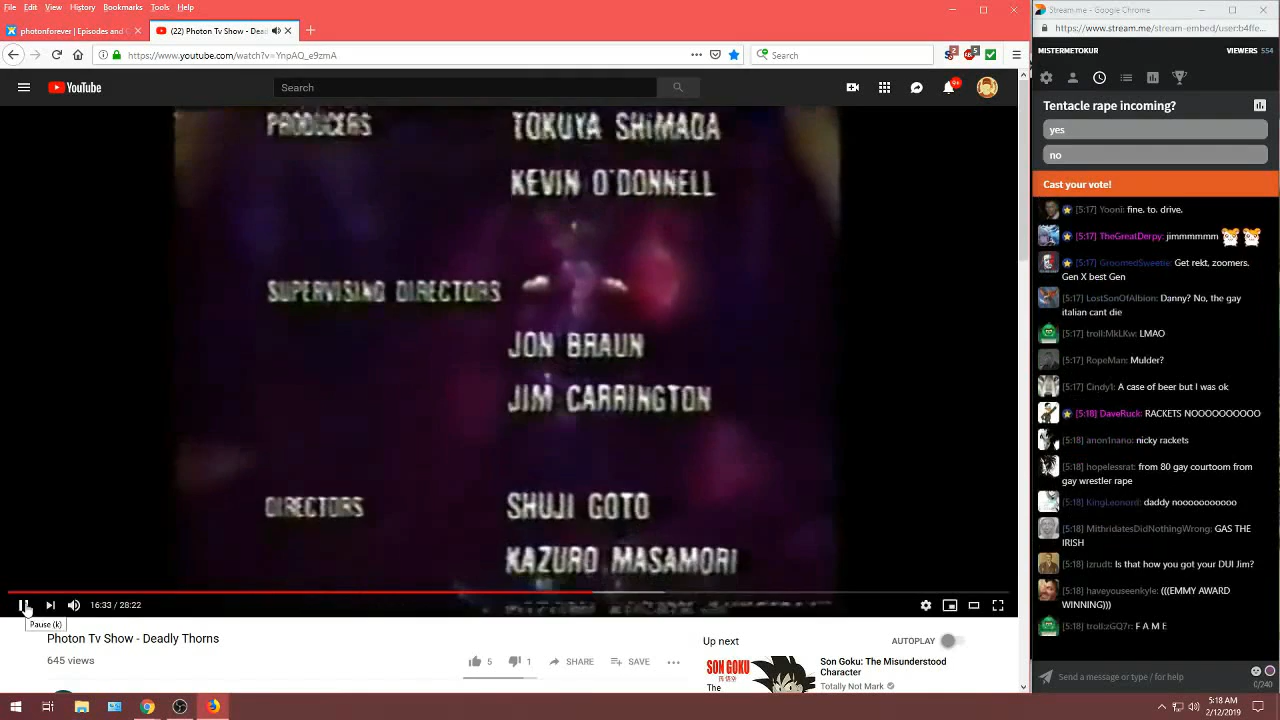 File Edit View History Bookmarks Tools Help
photonforever | Episodes and C
(22) Photon Tv Show - Dead
https://www.youtube.com/watch?v=YnpAQ_e9zmA
Search
2
5
YouTube
Search
9+
PRODUCERS TOKUYA SHIMADA
KEVIN O'DONNELL
SUPERVISING DIRECTORS
JON BRAUN
JIM CARRINGTON
DIRECTORS SHUJI GOTO
KAZURO MASAMORI
16:33 / 28:22
Pause (k)
Photon Tv Show - Deadly Thorns
645 views
5
1
SHARE
SAVE
Up next
AUTOPLAY
SON GOKU
The
Son Goku: The Misunderstood
Character
Totally Not Mark
Stream.me - Google Chrome
https://www.stream.me/stream-embed/user:b4ffe...
MISTERMETOKUR VIEWERS 554
Tentacle rape incoming?
yes
no
Cast your vote!
[5:17] Yooni: fine. to. drive.
[5:17] TheGreatDerpy: jimmmmmm
[5:17] GroomedSweetie: Get rekt, zoomers.
Gen X best Gen
[5:17] LostSonOfAlbion: Danny? No, the gay
italian cant die
[5:17] troll:MkLKw: LMAO
[5:17] RopeMan: Mulder?
[5:17] Cindy1: A case of beer but I was ok
[5:18] DaveRuck: RACKETS NOOOOOOOOO
[5:18] anon1nano: nicky rackets
[5:18] hopelessrat: from 80 gay courtoom from
gay wrestler rape
[5:18] KingLeonard: daddy nooooooooooo
[5:18] MithridatesDidNothingWrong: GAS THE
IRISH
[5:18] izrudt: Is that how you got your DUI Jim?
[5:18] haveyouseenkyle: (((EMMY AWARD
WINNING)))
[5:18] troll:zGQ7r: F A M E
Send a message or type / for help
0/240
5:18 AM
2/12/2019